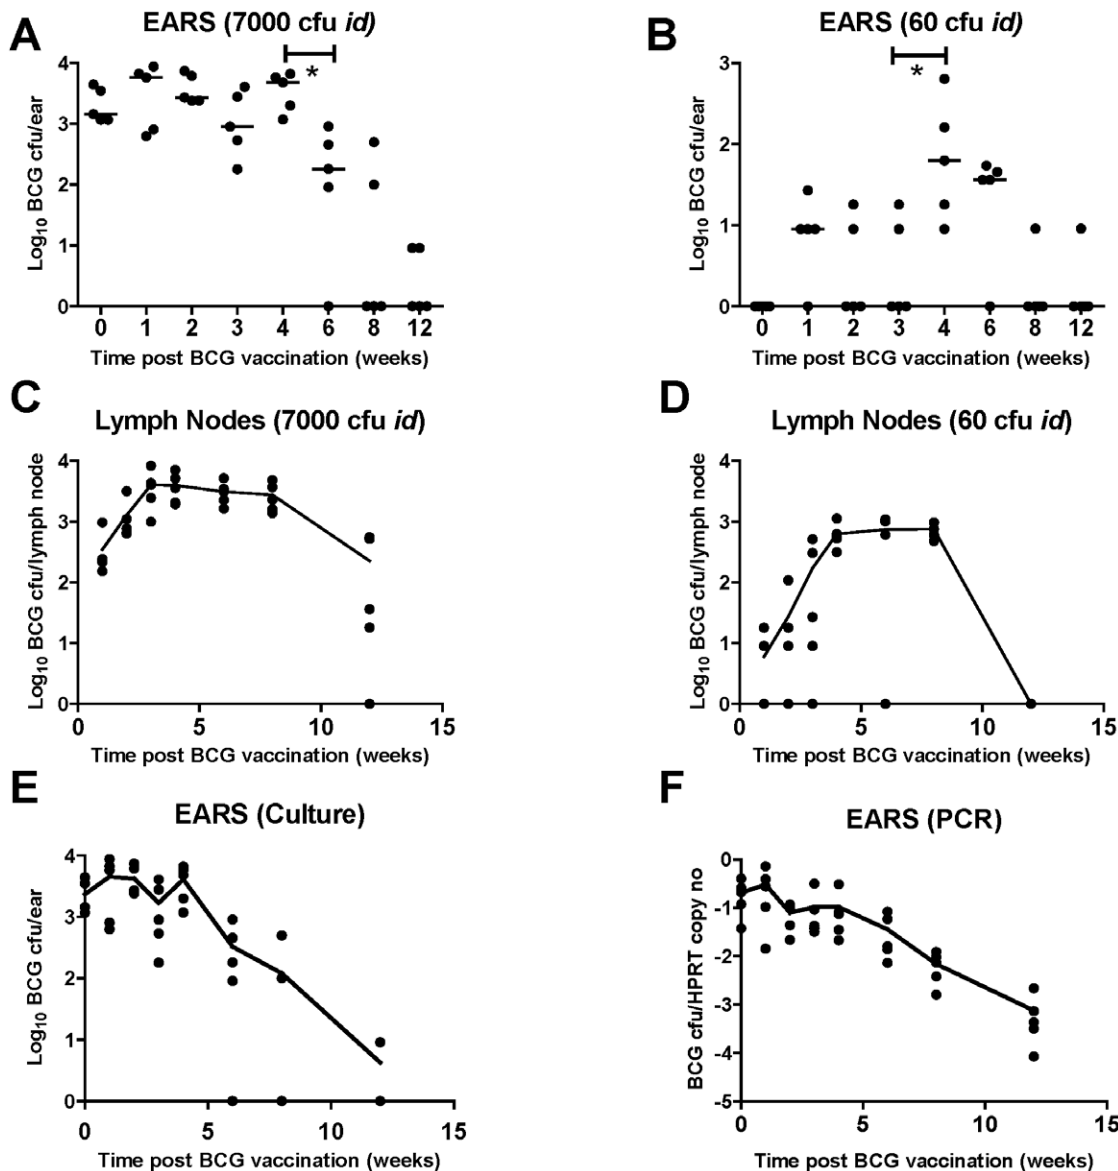 A
EARS (7000 cfu id)
*
Log10 BCG cfu/ear
4
3
2
1
0
0 1 2 3 4 6 8 12
Time post BCG vaccination (weeks)
B
EARS (60 cfu id)
*
Log10 BCG cfu/ear
3
2
1
0
0 1 2 3 4 6 8 12
Time post BCG vaccination (weeks)
C
Lymph Nodes (7000 cfu id)
Log10 BCG cfu/lymph node
4
3
2
1
0
0 5 10 15
Time post BCG vaccination (weeks)
D
Lymph Nodes (60 cfu id)
Log10 BCG cfu/lymph node
4
3
2
1
0
0 5 10 15
Time post BCG vaccination (weeks)
E
EARS (Culture)
Log10 BCG cfu/ear
4
3
2
1
0
0 5 10 15
Time post BCG vaccination (weeks)
F
EARS (PCR)
BCG cfu/HPRT copy no
0
-1
-2
-3
-4
-5
0 5 10 15
Time post BCG vaccination (weeks)